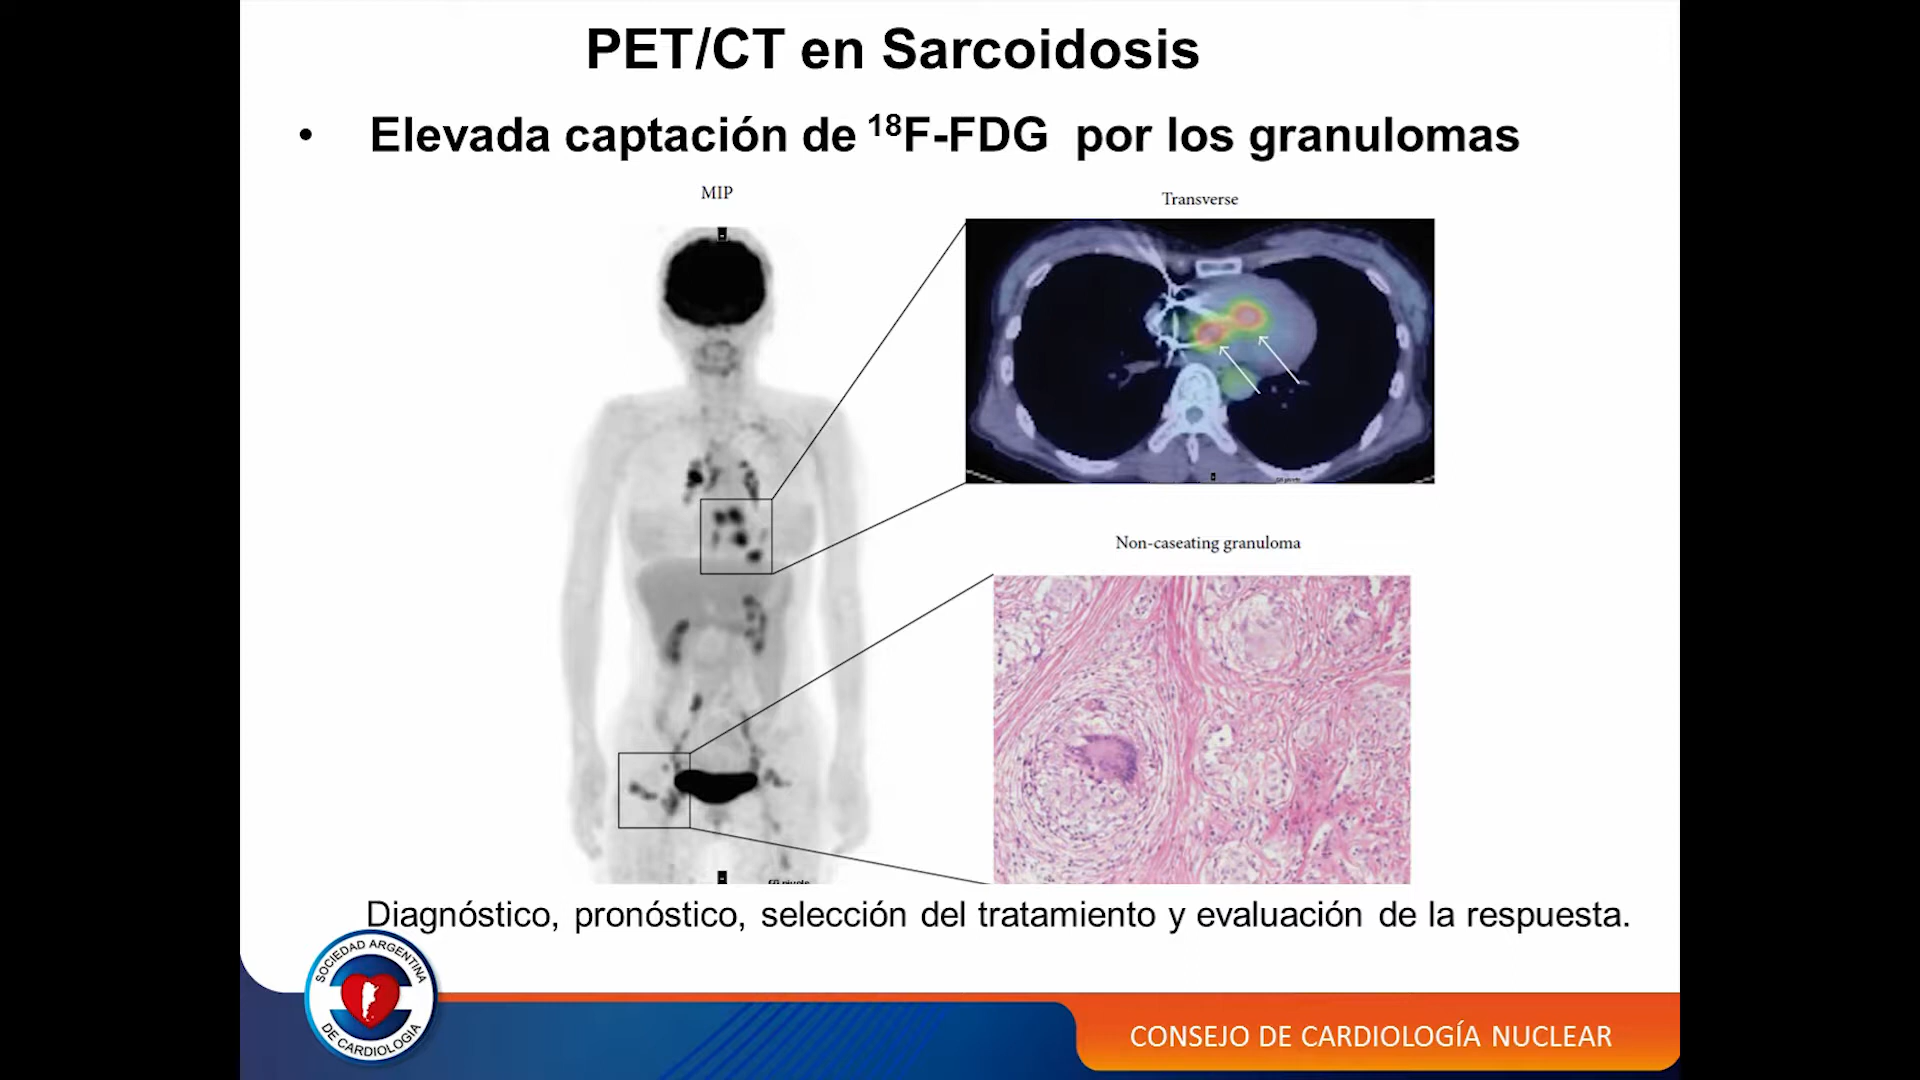 PET/CT en Sarcoidosis
• Elevada captación de ¹⁸F-FDG por los granulomas
MIP
Transverse
Non-caseating granuloma
Diagnóstico, pronóstico, selección del tratamiento y evaluación de la respuesta.
SOCIEDAD ARGENTINA
DE CARDIOLOGÍA
CONSEJO DE CARDIOLOGÍA NUCLEAR